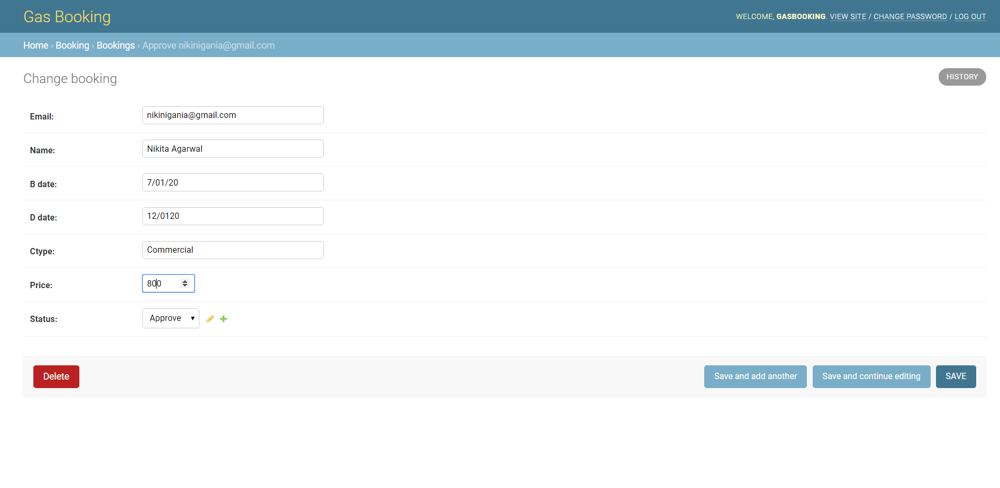 Gas Booking
WELCOME, GASBOOKING. VIEW SITE / CHANGE PASSWORD / LOG OUT
Home › Booking › Bookings › Approve nikinigania@gmail.com
Change booking
HISTORY
Email: nikinigania@gmail.com
Name: Nikita Agarwal
B date: 7/01/20
D date: 12/0120
Ctype: Commercial
Price: 800
Status: Approve
Delete Save and add another Save and continue editing SAVE